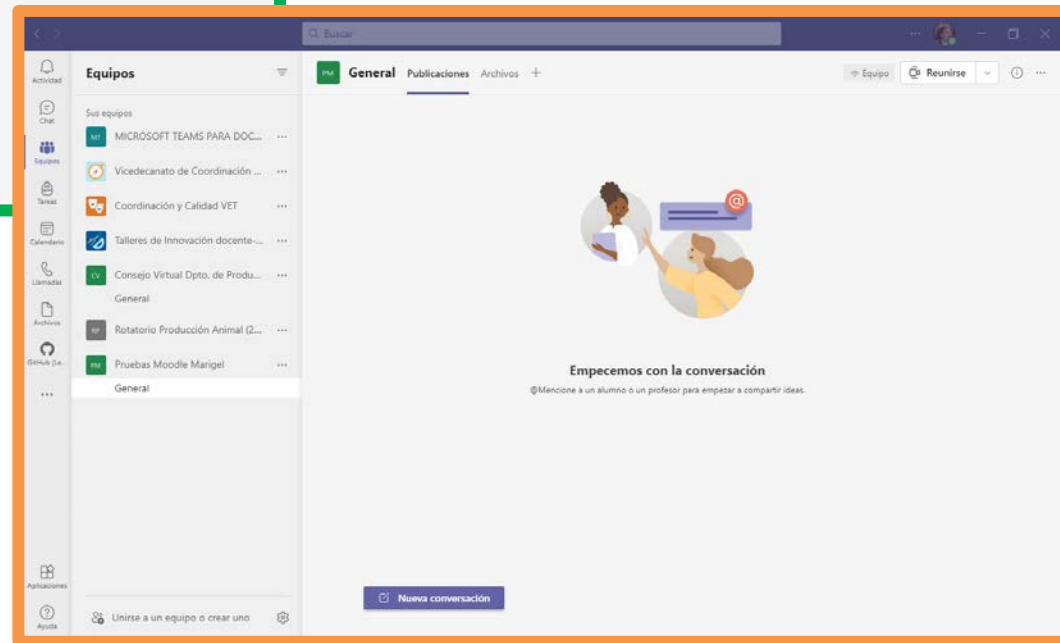 Buscar
Actividad
Chat
Equipos
Tareas
Calendario
Llamadas
Archivos
GitHub (Le...
Aplicaciones
Ayuda
Equipos
Sus equipos
MT MICROSOFT TEAMS PARA DOC...
Vicedecanato de Coordinación ...
Coordinación y Calidad VET
Talleres de Innovación docente-...
CV Consejo Virtual Dpto. de Produ...
General
RP Rotatorio Producción Animal (2...
PM Pruebas Moodle Marigel
General
Unirse a un equipo o crear uno
PM General Publicaciones Archivos +
Equipo Reunirse
@
Empecemos con la conversación
@Mencione a un alumno o un profesor para empezar a compartir ideas.
Nueva conversación